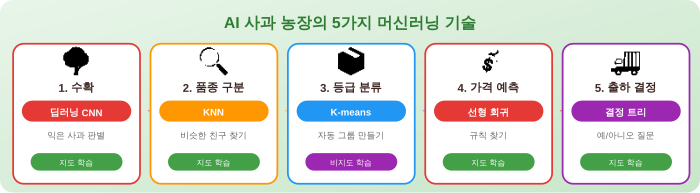 AI 사과 농장의 5가지 머신러닝 기술
1. 수확
딥러닝 CNN
익은 사과 판별
지도 학습
2. 품종 구분
KNN
비슷한 친구 찾기
지도 학습
3. 등급 분류
K-means
자동 그룹 만들기
비지도 학습
4. 가격 예측
선형 회귀
규칙 찾기
지도 학습
5. 출하 결정
결정 트리
예/아니오 질문
지도 학습